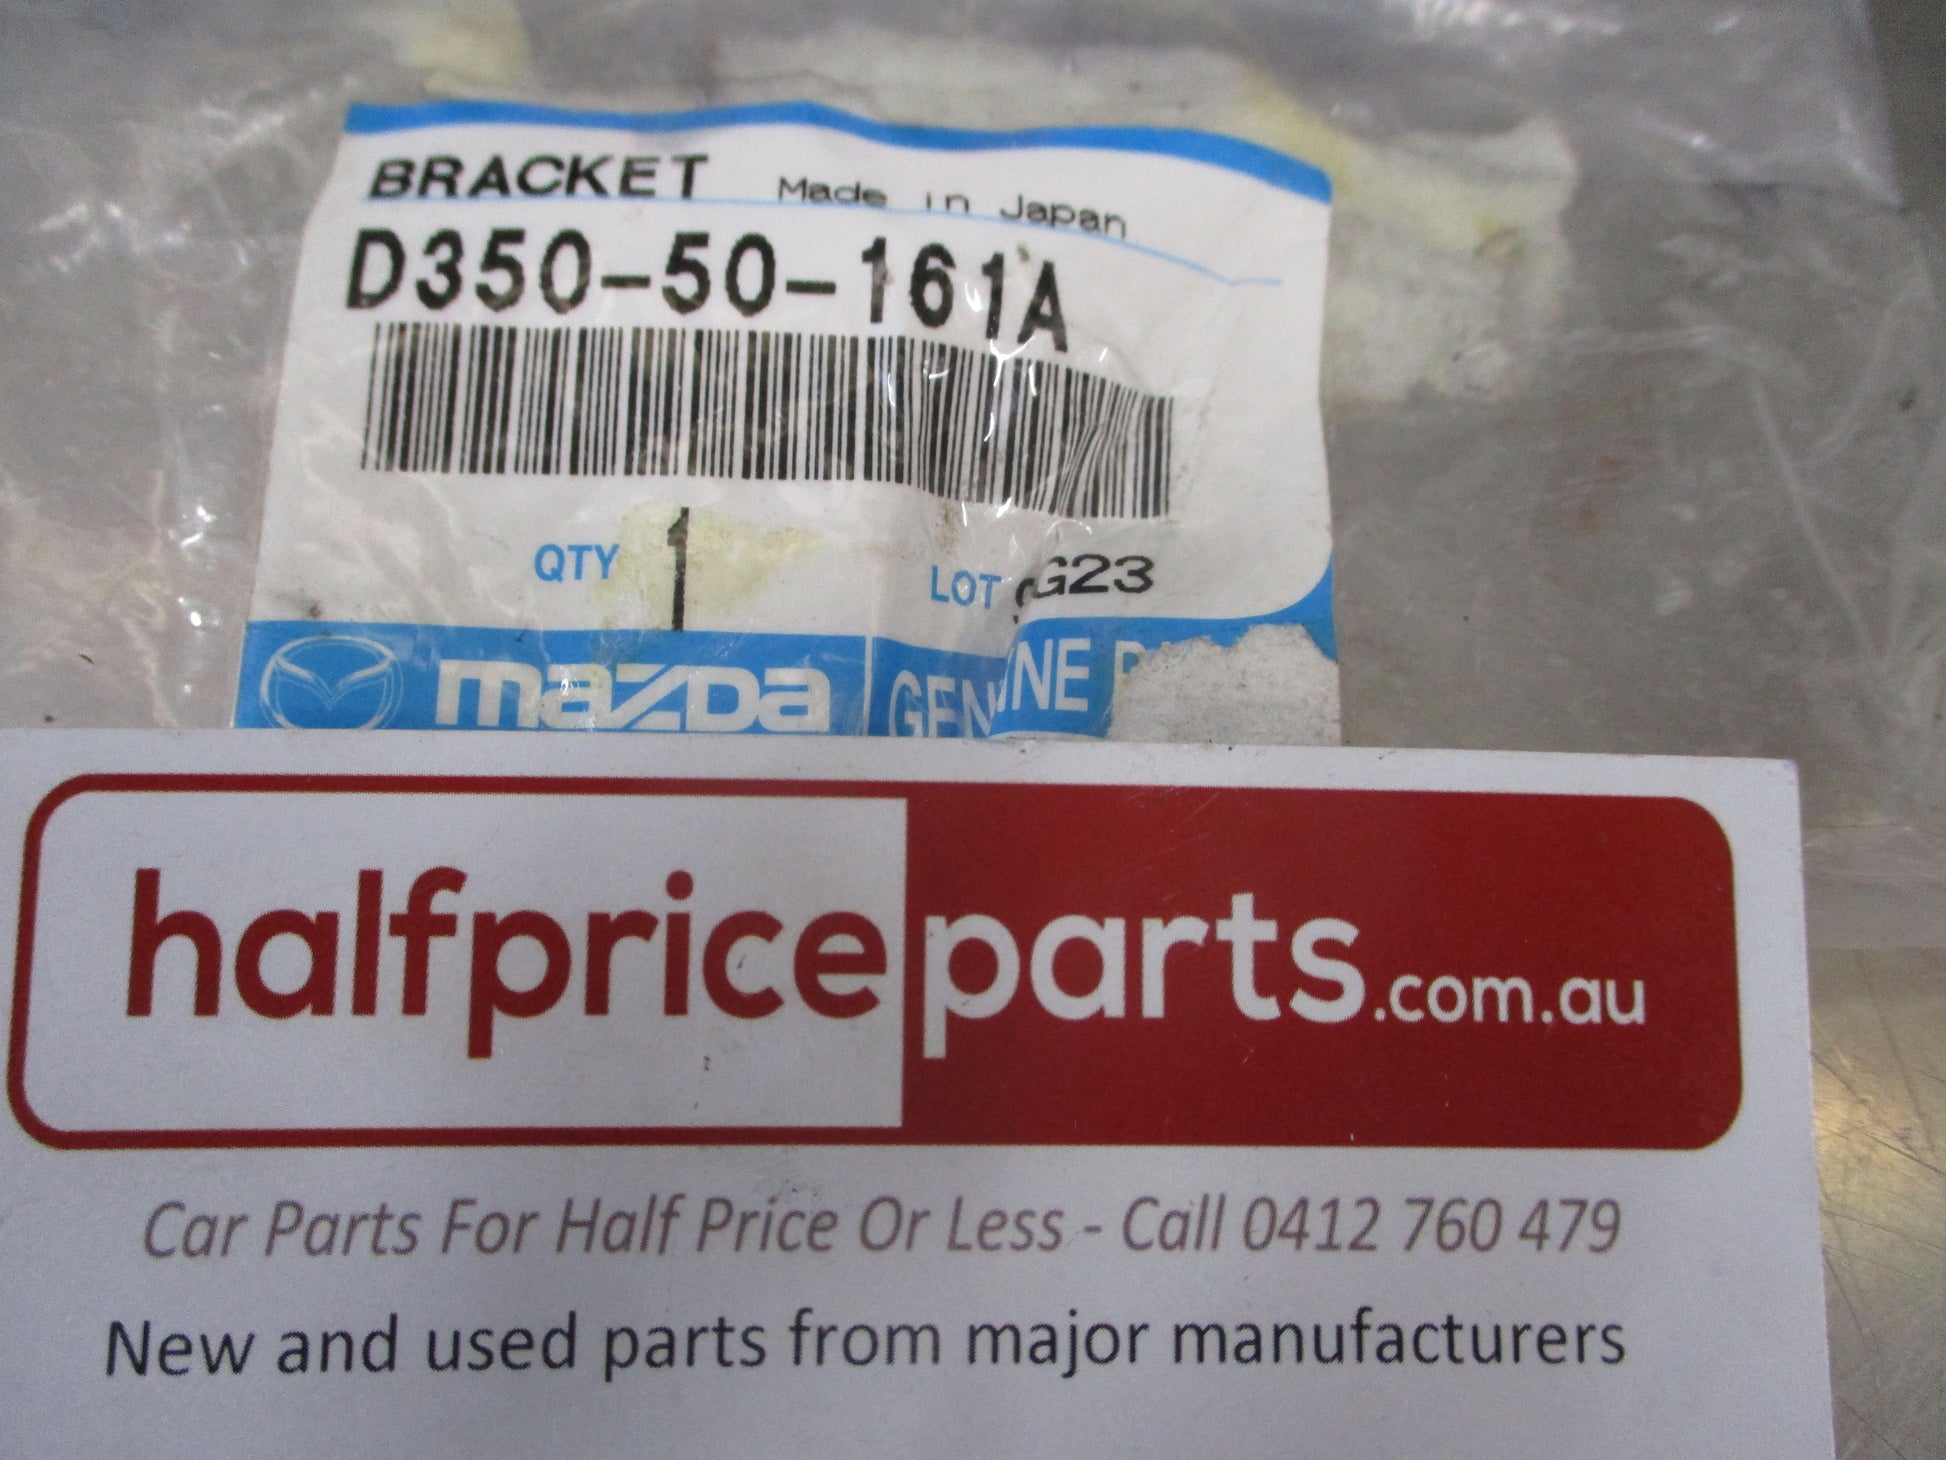 BRACKET Made in Japan
D350-50-161A
QTY 1 LOT G23
mazda GENUINE
halfpriceparts.com.au
Car Parts For Half Price Or Less - Call 0412 760 479
New and used parts from major manufacturers